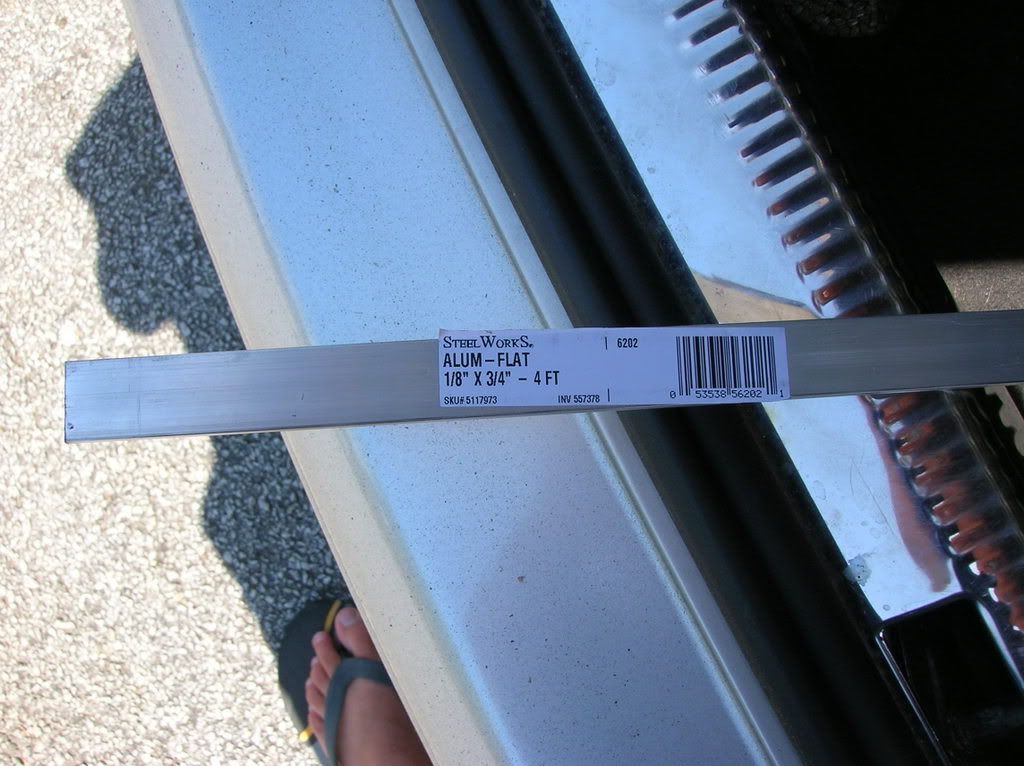 STEELWORKS®
| 6202
ALUM-FLAT
1/8" X 3/4" - 4 FT
SKU# 5117973
INV 557378 |
0 53538 56202 1